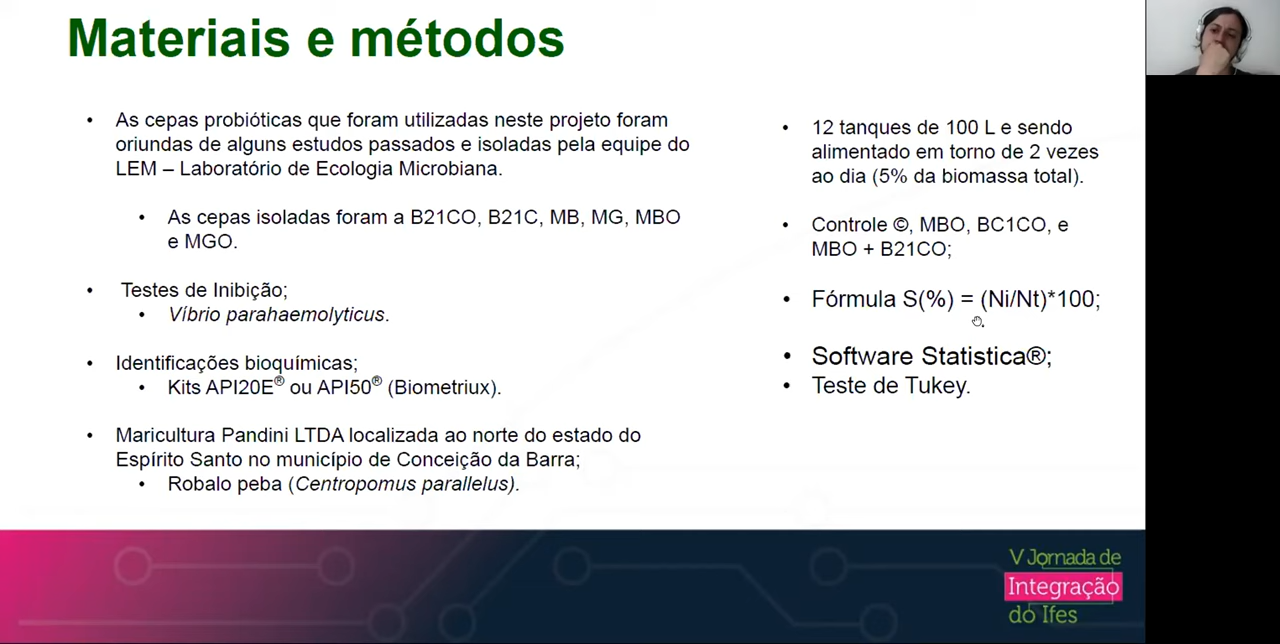 Materiais e métodos
• As cepas probióticas que foram utilizadas neste projeto foram
oriundas de alguns estudos passados e isoladas pela equipe do
LEM – Laboratório de Ecologia Microbiana.
• As cepas isoladas foram a B21CO, B21C, MB, MG, MBO
e MGO.
• Testes de Inibição;
• Víbrio parahaemolyticus.
• Identificações bioquímicas;
• Kits API20E® ou API50® (Biometriux).
• Maricultura Pandini LTDA localizada ao norte do estado do
Espírito Santo no município de Conceição da Barra;
• Robalo peba (Centropomus parallelus).
• 12 tanques de 100 L e sendo
alimentado em torno de 2 vezes
ao dia (5% da biomassa total).
• Controle ©, MBO, BC1CO, e
MBO + B21CO;
• Fórmula S(%) = (Ni/Nt)*100;
• Software Statistica®;
• Teste de Tukey.
V Jornada de
Integração
do Ifes